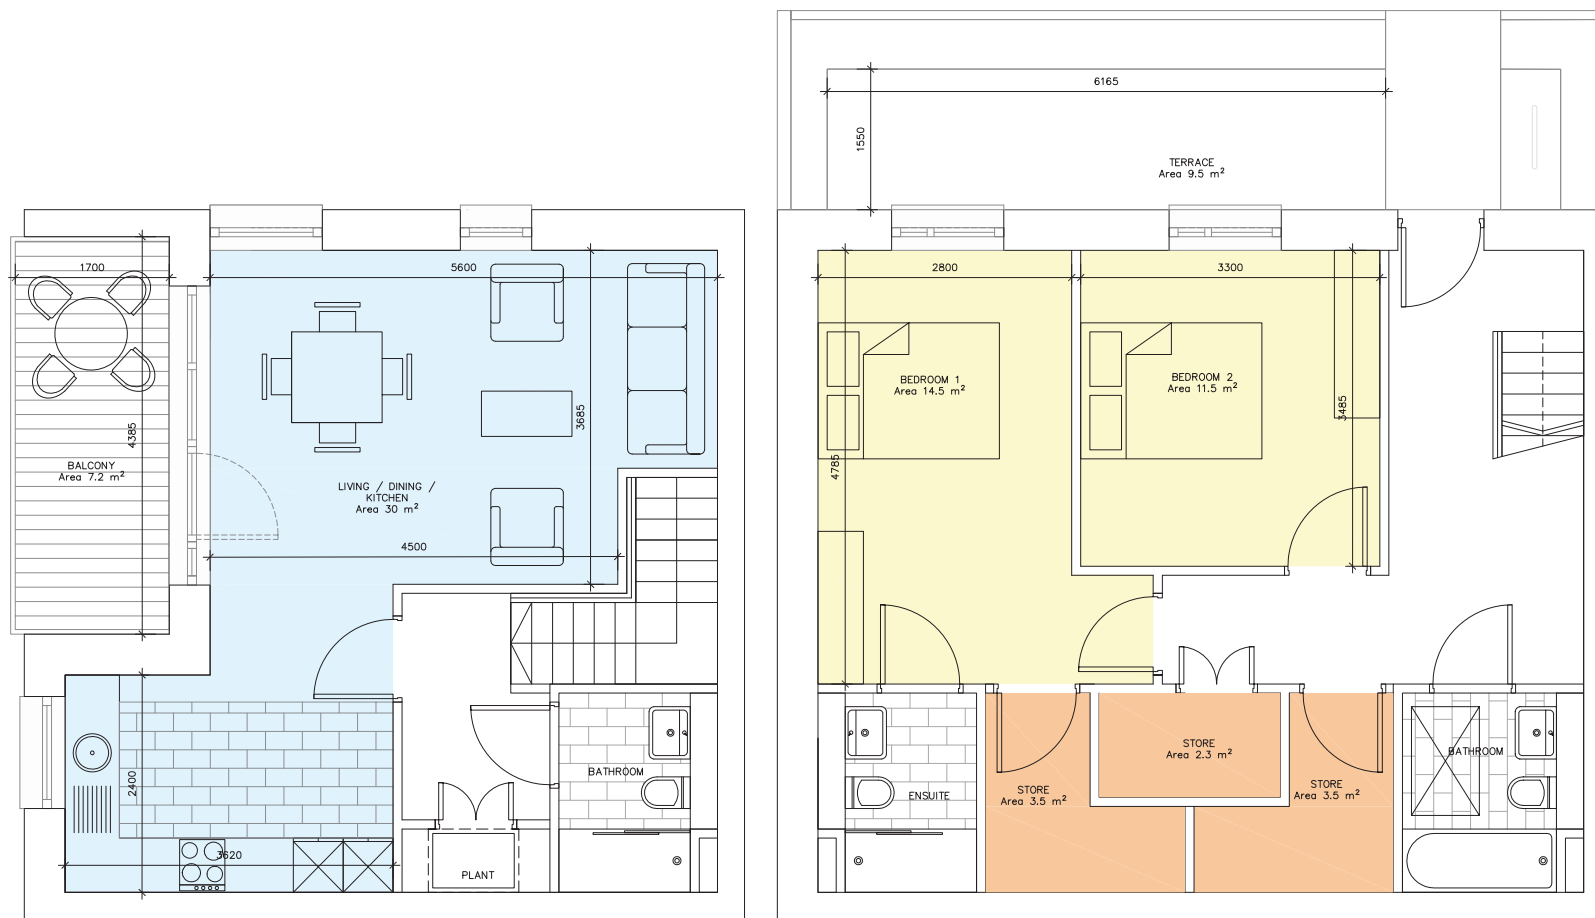 6165
1550
TERRACE
Area 9.5 m²
1700
5600
2800
3300
BEDROOM 1
Area 14.5 m²
BEDROOM 2
Area 11.5 m²
3685
3485
4385
4785
BALCONY
Area 7.2 m²
LIVING / DINING /
KITCHEN
Area 30 m²
4500
2400
BATHROOM
3620
PLANT
ENSUITE
STORE
Area 3.5 m²
STORE
Area 2.3 m²
STORE
Area 3.5 m²
BATHROOM